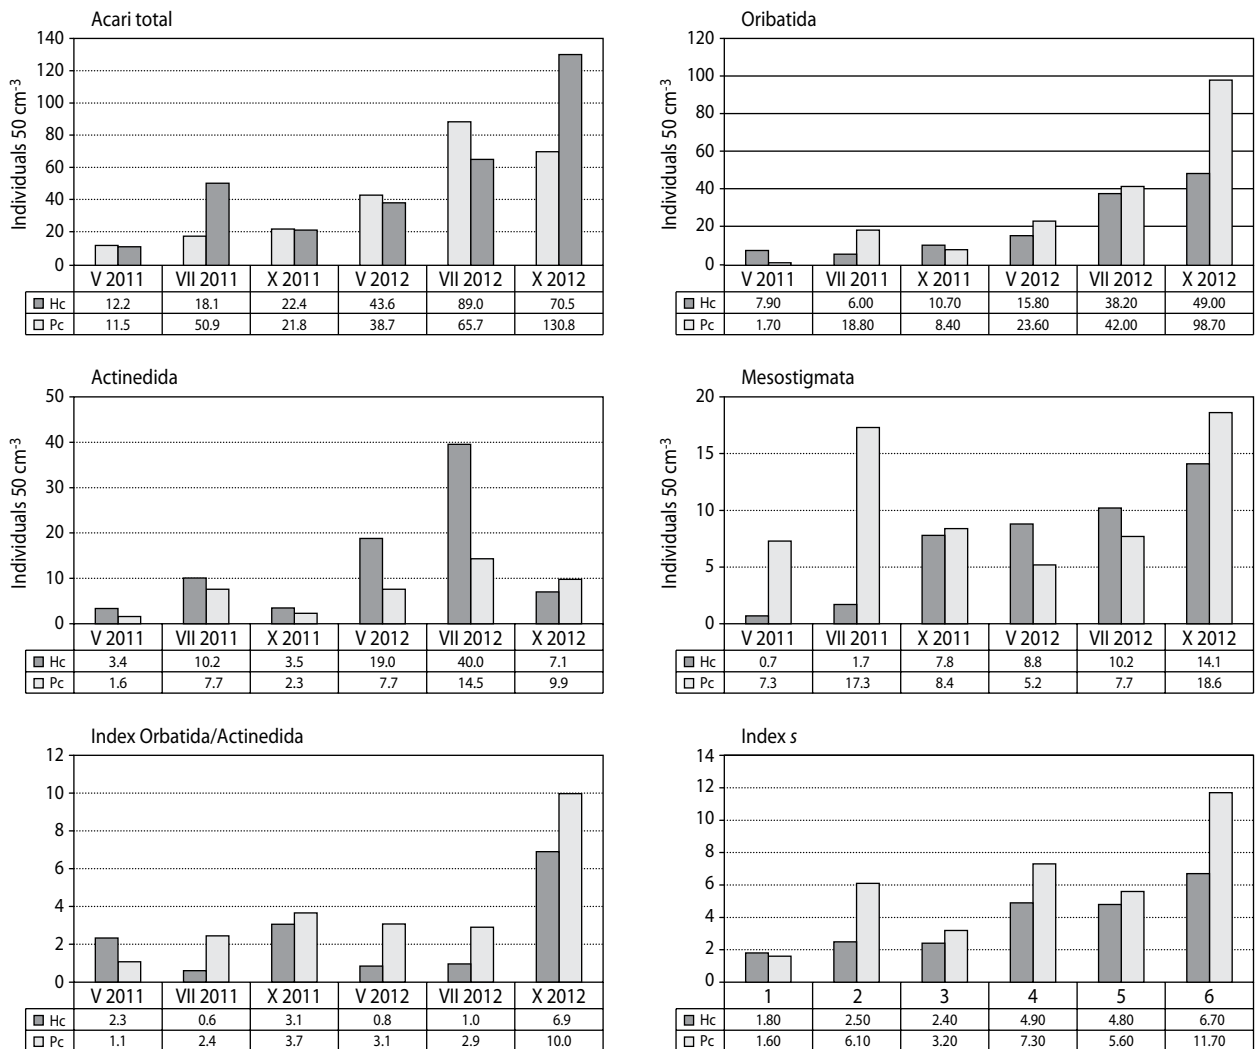 Acari total
Individuals 50 cm-3
140
120
100
80
60
40
20
0
V 2011 VII 2011 X 2011 V 2012 VII 2012 X 2012
Hc 12.2 18.1 22.4 43.6 89.0 70.5
Pc 11.5 50.9 21.8 38.7 65.7 130.8
Oribatida
Individuals 50 cm-3
120
100
80
60
40
20
0
V 2011 VII 2011 X 2011 V 2012 VII 2012 X 2012
Hc 7.90 6.00 10.70 15.80 38.20 49.00
Pc 1.70 18.80 8.40 23.60 42.00 98.70
Actinedida
Individuals 50 cm-3
50
40
30
20
10
0
V 2011 VII 2011 X 2011 V 2012 VII 2012 X 2012
Hc 3.4 10.2 3.5 19.0 40.0 7.1
Pc 1.6 7.7 2.3 7.7 14.5 9.9
Mesostigmata
Individuals 50 cm-3
20
15
10
5
0
V 2011 VII 2011 X 2011 V 2012 VII 2012 X 2012
Hc 0.7 1.7 7.8 8.8 10.2 14.1
Pc 7.3 17.3 8.4 5.2 7.7 18.6
Index Orbatida/Actinedida
12
10
8
6
4
2
0
V 2011 VII 2011 X 2011 V 2012 VII 2012 X 2012
Hc 2.3 0.6 3.1 0.8 1.0 6.9
Pc 1.1 2.4 3.7 3.1 2.9 10.0
Index s
14
12
10
8
6
4
2
0
1 2 3 4 5 6
Hc 1.80 2.50 2.40 4.90 4.80 6.70
Pc 1.60 6.10 3.20 7.30 5.60 11.70